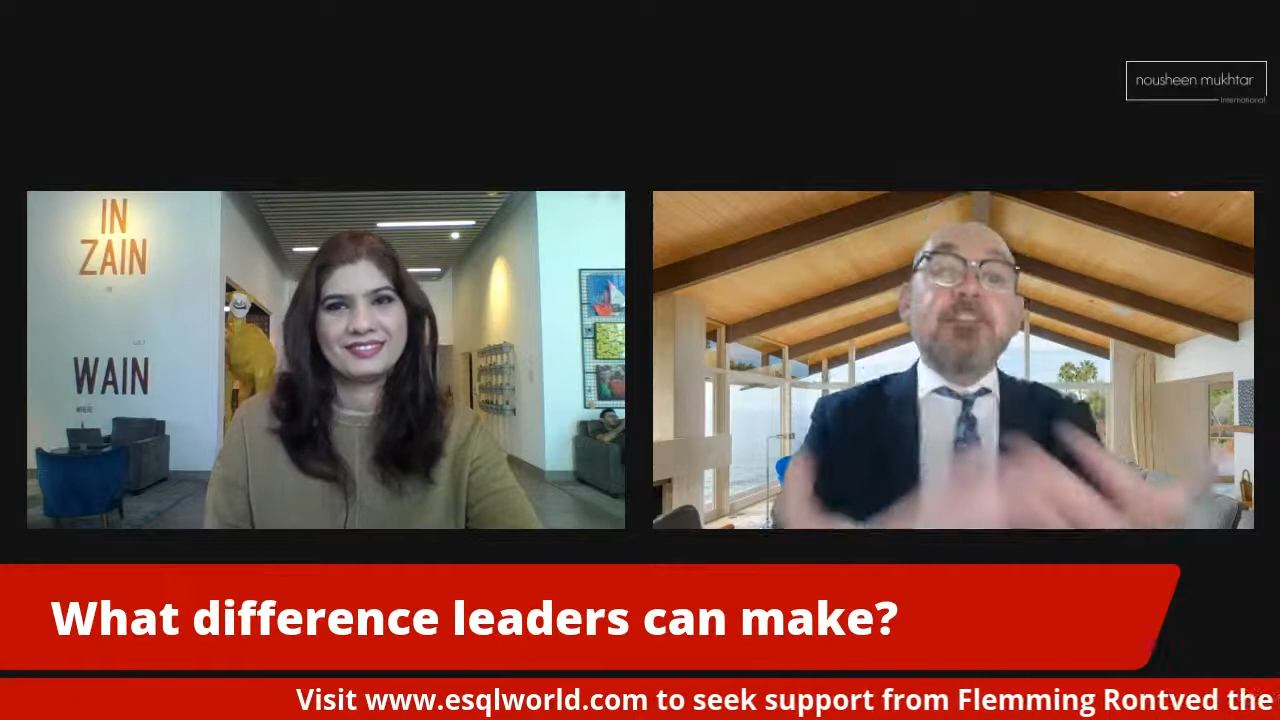 nousheen mukhtar
International
IN
ZAIN
WAIN
WHERE
What difference leaders can make?
Visit www.esqlworld.com to seek support from Flemming Rontved the